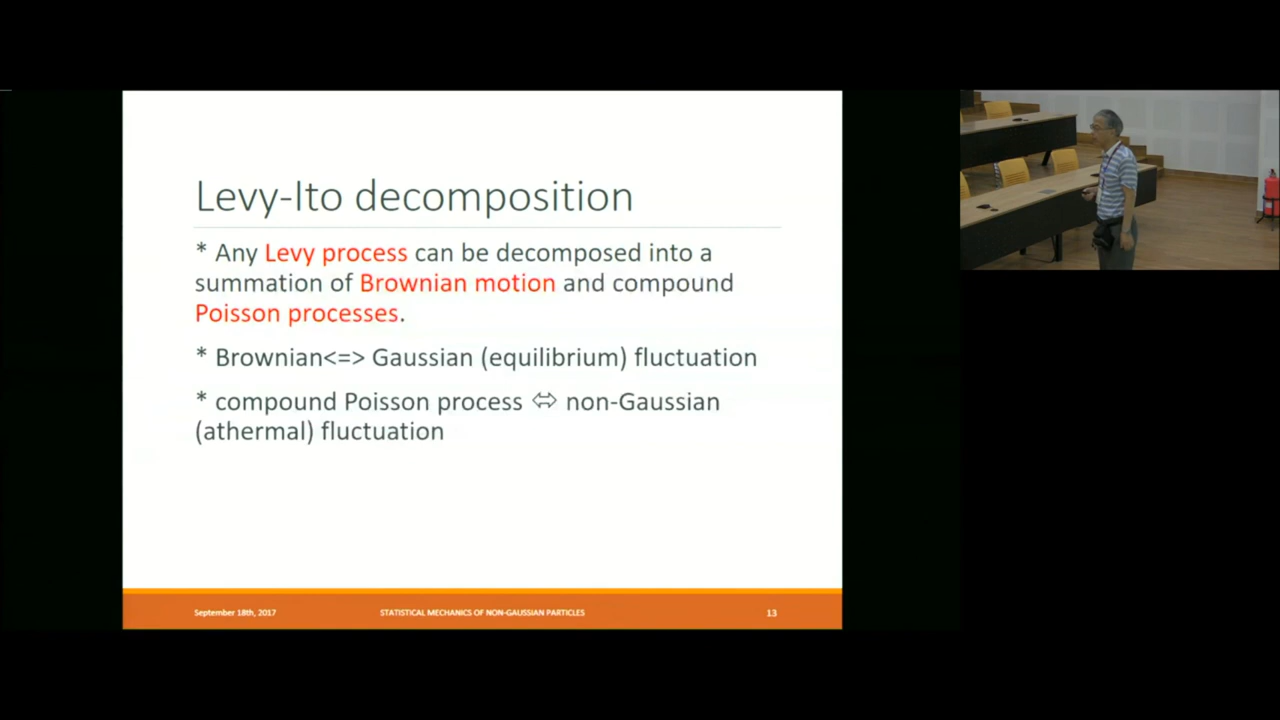 Levy-Ito decomposition
* Any Levy process can be decomposed into a
summation of Brownian motion and compound
Poisson processes.
* Brownian<=> Gaussian (equilibrium) fluctuation
* compound Poisson process ⇔ non-Gaussian
(athermal) fluctuation
September 18th, 2017 STATISTICAL MECHANICS OF NON-GAUSSIAN PARTICLES 13